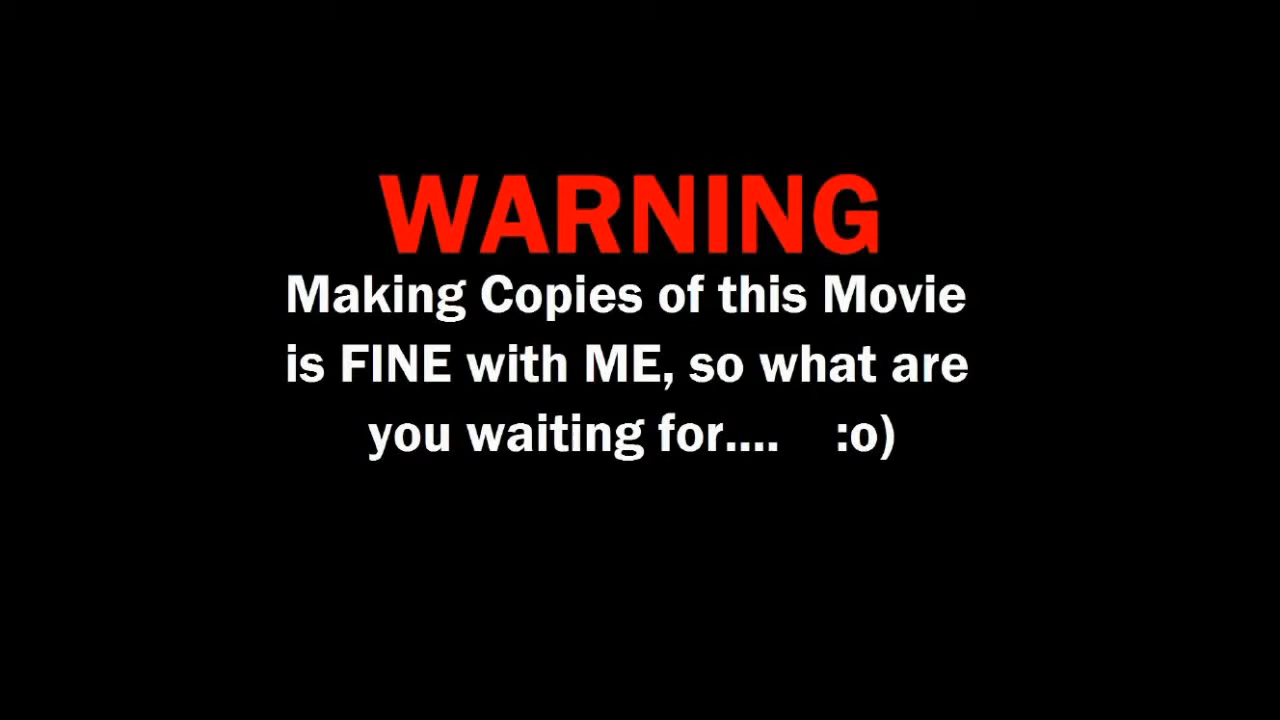 WARNING
Making Copies of this Movie
is FINE with ME, so what are
you waiting for.... :o)